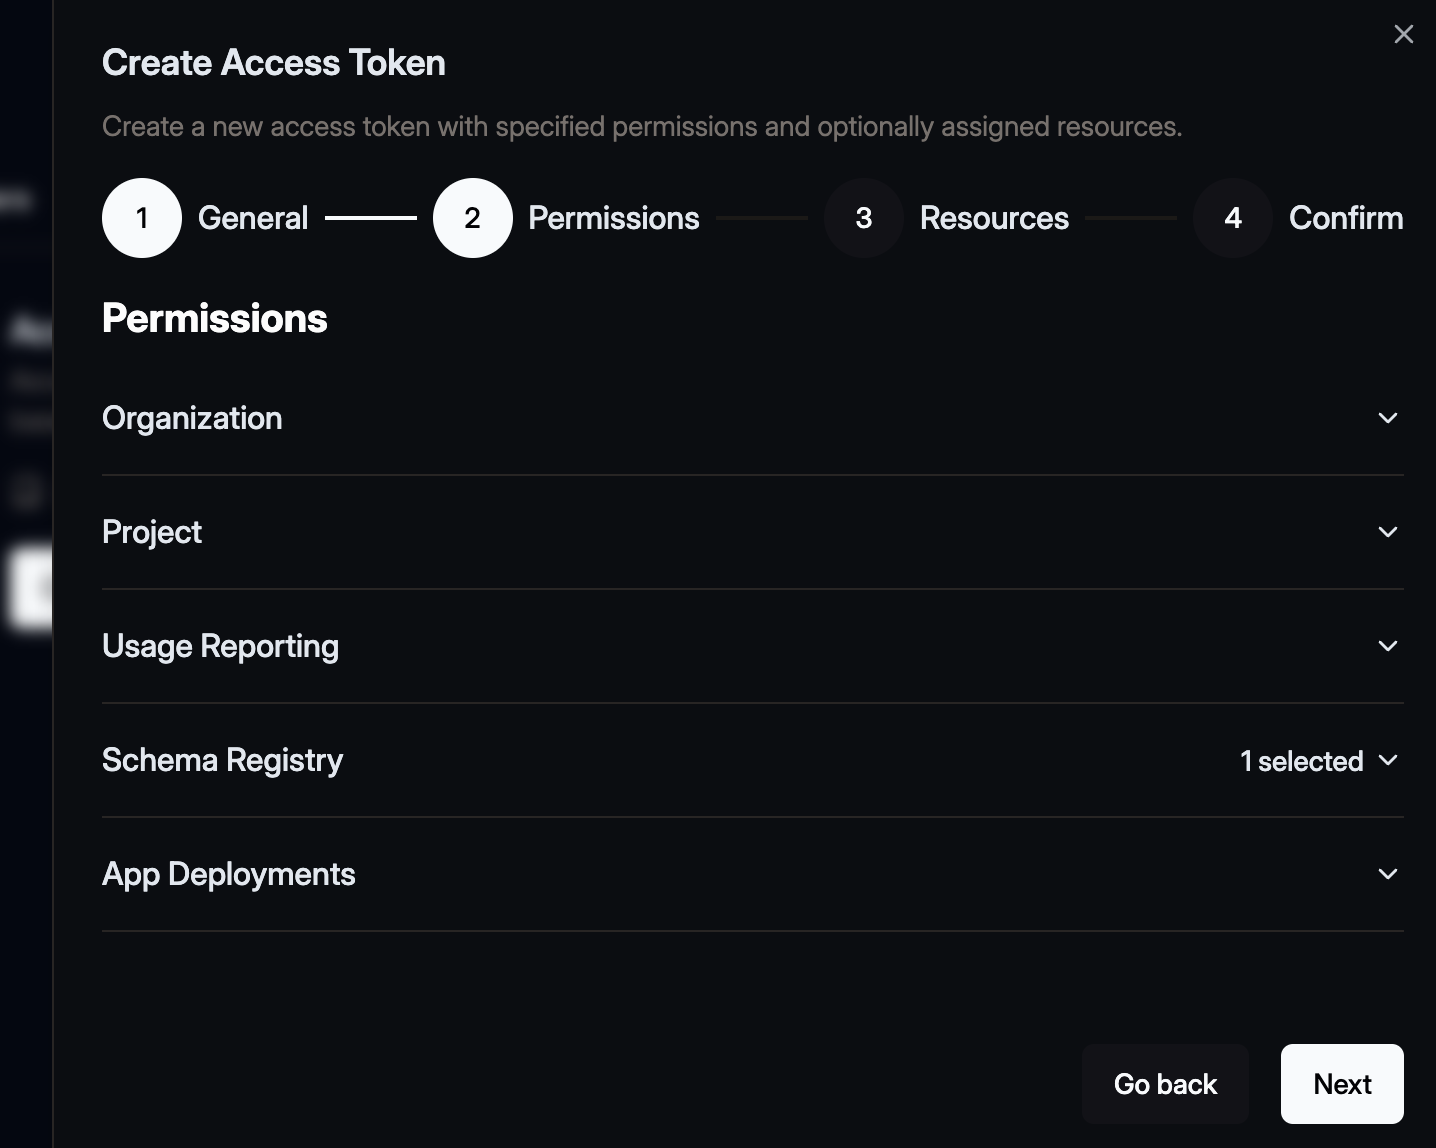 Create Access Token
Create a new access token with specified permissions and optionally assigned resources.
1 General 2 Permissions 3 Resources 4 Confirm
Permissions
Organization
Project
Usage Reporting
Schema Registry 1 selected
App Deployments
Go back Next